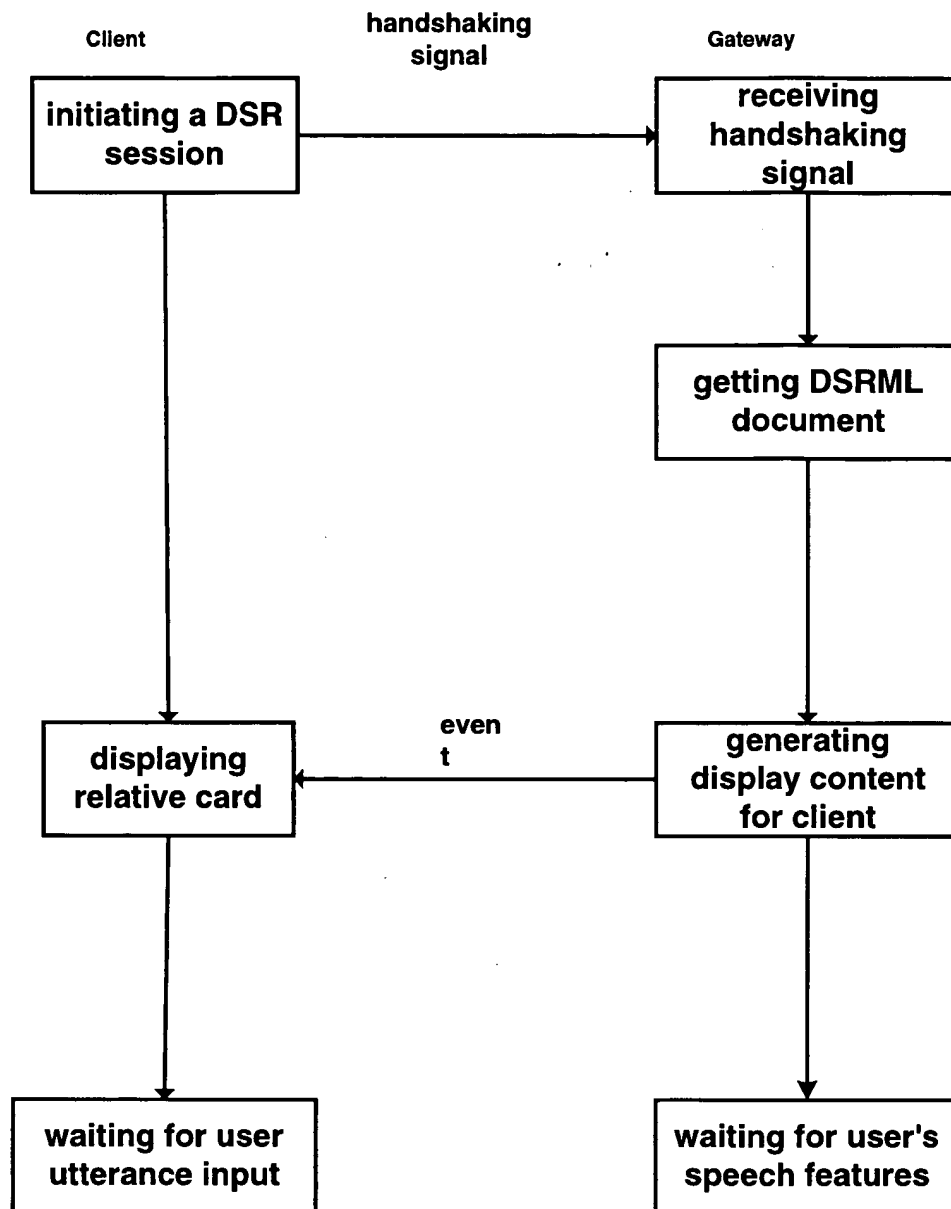 Client
handshaking
signal
Gateway
initiating a DSR
session
receiving
handshaking
signal
getting DSRML
document
displaying
relative card
even
t
generating
display content
for client
waiting for user
utterance input
waiting for user's
speech features